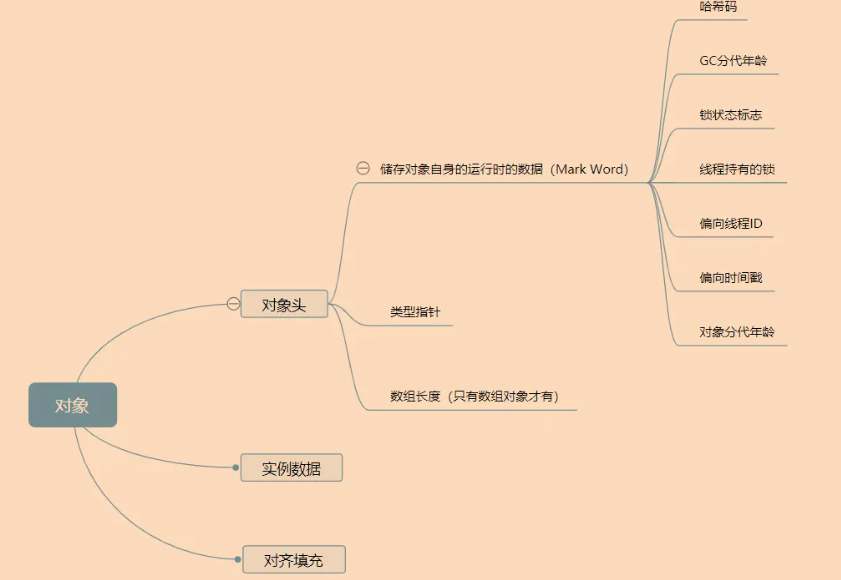 哈希码
GC分代年龄
锁状态标志
储存对象自身的运行时的数据（Mark Word）
线程持有的锁
偏向线程ID
偏向时间戳
对象头
类型指针
对象分代年龄
数组长度（只有数组对象才有）
对象
实例数据
对齐填充